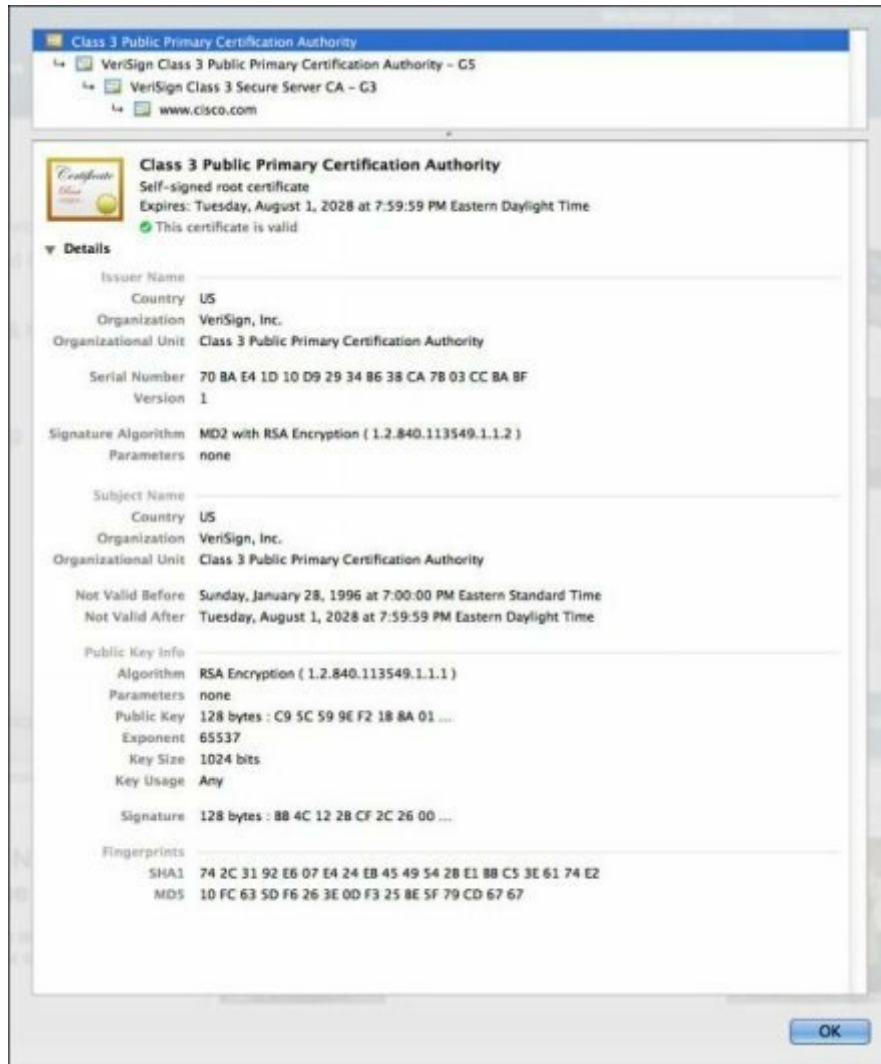 Class 3 Public Primary Certification Authority
VeriSign Class 3 Public Primary Certification Authority - G5
VeriSign Class 3 Secure Server CA - G3
www.cisco.com
Certificate
Class 3 Public Primary Certification Authority
Self-signed root certificate
Expires: Tuesday, August 1, 2028 at 7:59:59 PM Eastern Daylight Time
This certificate is valid
Details
Issuer Name
Country US
Organization VeriSign, Inc.
Organizational Unit Class 3 Public Primary Certification Authority
Serial Number 70 BA E4 1D 10 D9 29 34 B6 38 CA 7B 03 CC BA BF
Version 1
Signature Algorithm MD2 with RSA Encryption ( 1.2.840.113549.1.1.2 )
Parameters none
Subject Name
Country US
Organization VeriSign, Inc.
Organizational Unit Class 3 Public Primary Certification Authority
Not Valid Before Sunday, January 28, 1996 at 7:00:00 PM Eastern Standard Time
Not Valid After Tuesday, August 1, 2028 at 7:59:59 PM Eastern Daylight Time
Public Key Info
Algorithm RSA Encryption ( 1.2.840.113549.1.1.1 )
Parameters none
Public Key 128 bytes : C9 5C 59 9E F2 1B 8A 01 ...
Exponent 65537
Key Size 1024 bits
Key Usage Any
Signature 128 bytes : BB 4C 12 2B CF 2C 26 00 ...
Fingerprints
SHA1 74 2C 31 92 E6 07 E4 24 EB 45 49 54 2B E1 BB C5 3E 61 74 E2
MD5 10 FC 63 5D F6 26 3E 0D F3 25 BE 5F 79 CD 67 67
OK